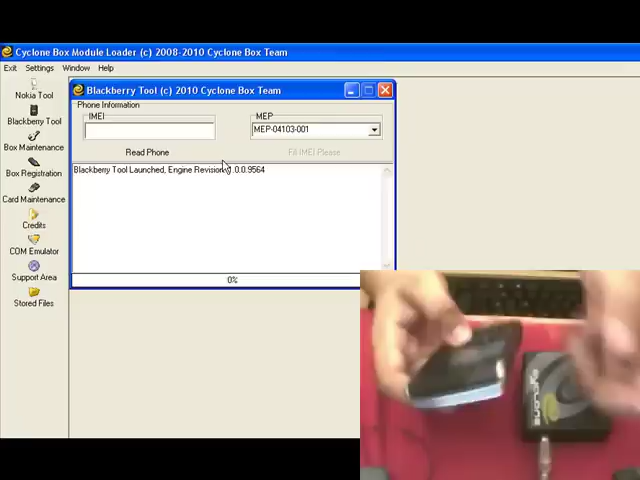 Cyclone Box Module Loader (c) 2008-2010 Cyclone Box Team
Exit Settings Window Help
Nokia Tool
Blackberry Tool
Box Maintenance
Box Registration
Card Maintenance
Credits
COM Emulator
Support Area
Stored Files
Blackberry Tool (c) 2010 Cyclone Box Team
Phone Information
IMEI
MEP
MEP-04103-001
Read Phone
Fill IMEI Please
Blackberry Tool Launched, Engine Revision 1.0.0.9564
0%
CYCLONE